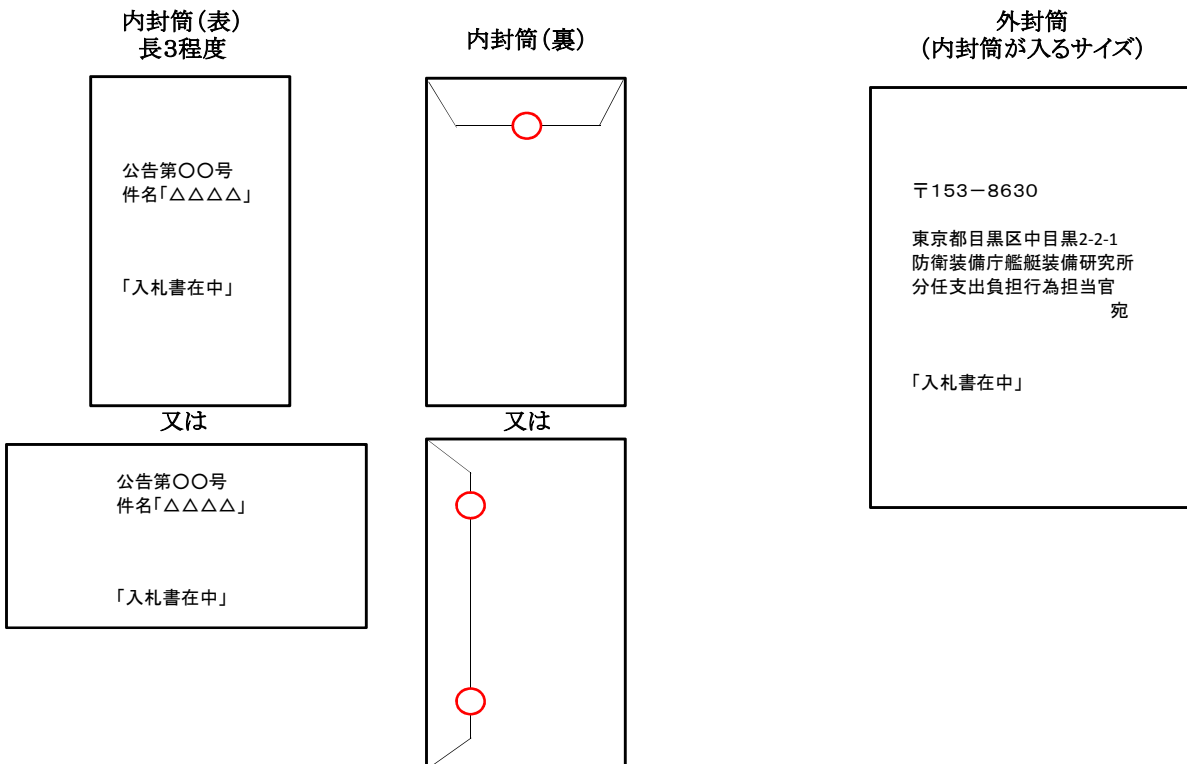 内封筒(表)
長3程度
公告第〇〇号
件名「△△△△」
「入札書在中」
又は
公告第〇〇号
件名「△△△△」
「入札書在中」
内封筒(裏)
又は
外封筒
(内封筒が入るサイズ)
〒153-8630
東京都目黒区中目黒2-2-1
防衛装備庁艦艇装備研究所
分任支出負担行為担当官
宛
「入札書在中」